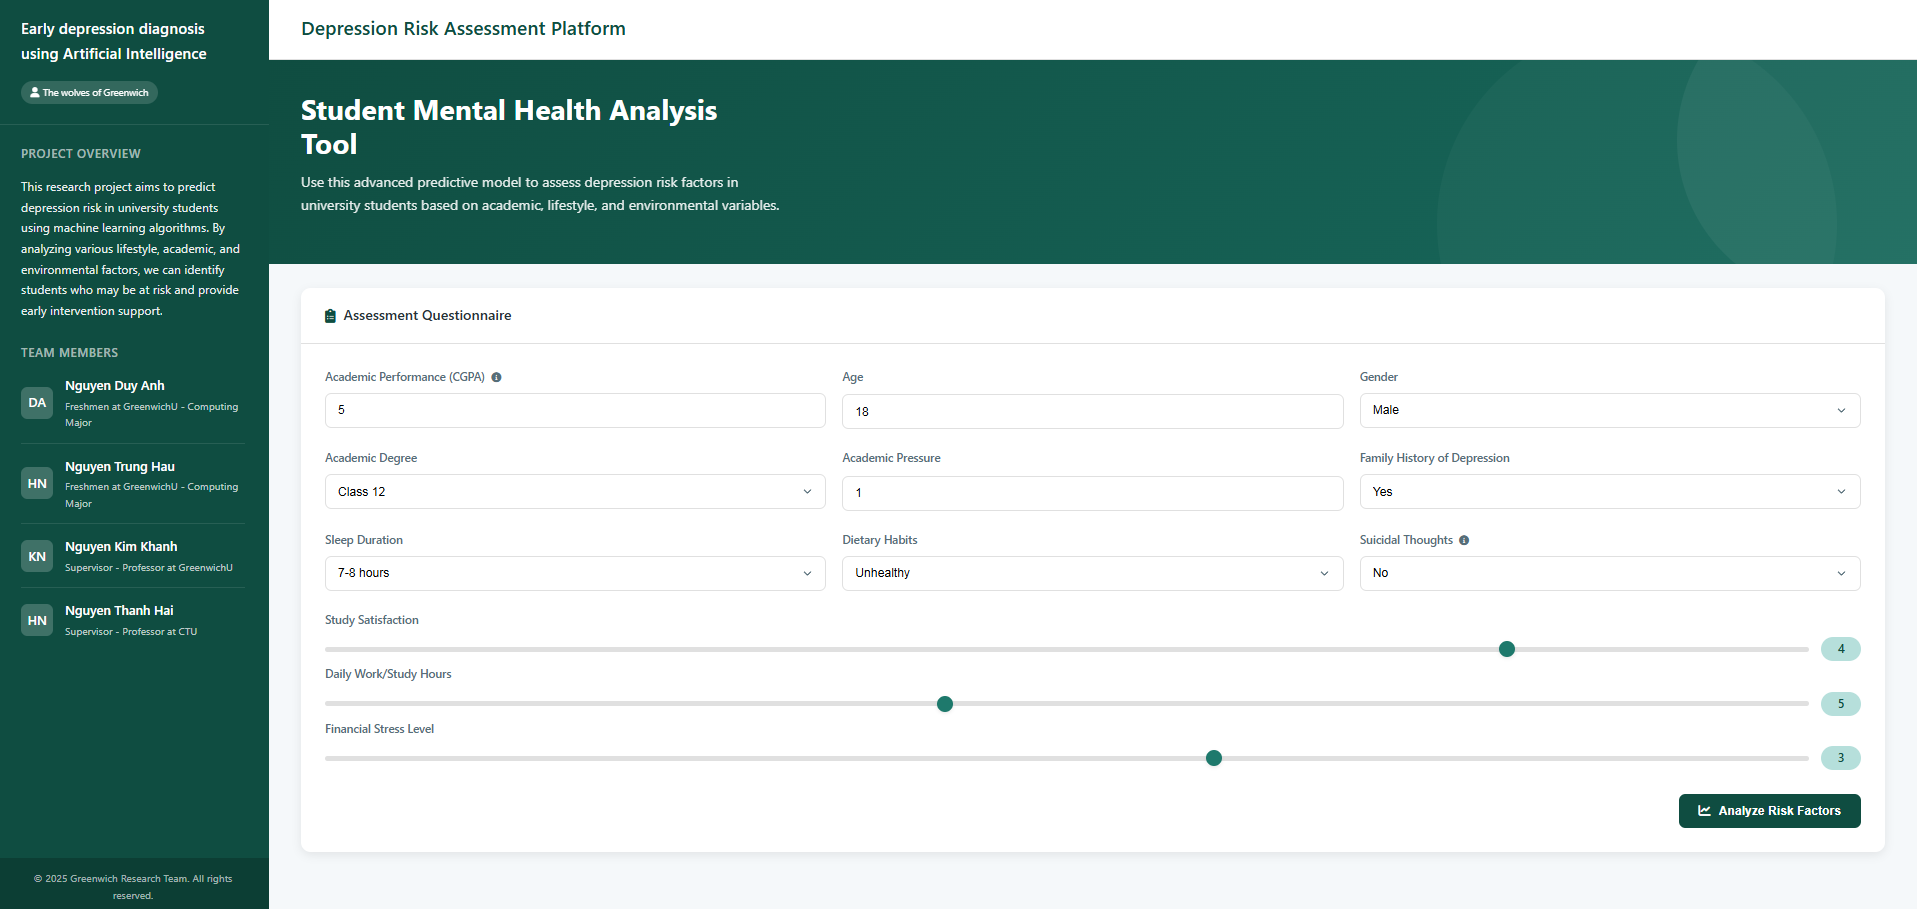 Early depression diagnosis
using Artificial Intelligence
The wolves of Greenwich
PROJECT OVERVIEW
This research project aims to predict
depression risk in university students
using machine learning algorithms. By
analyzing various lifestyle, academic, and
environmental factors, we can identify
students who may be at risk and provide
early intervention support.
TEAM MEMBERS
DA
Nguyen Duy Anh
Freshmen at GreenwichU - Computing
Major
HN
Nguyen Trung Hau
Freshmen at GreenwichU - Computing
Major
KN
Nguyen Kim Khanh
Supervisor - Professor at GreenwichU
HN
Nguyen Thanh Hai
Supervisor - Professor at CTU
© 2025 Greenwich Research Team. All rights
reserved.
Depression Risk Assessment Platform
Student Mental Health Analysis
Tool
Use this advanced predictive model to assess depression risk factors in
university students based on academic, lifestyle, and environmental variables.
Assessment Questionnaire
Academic Performance (CGPA)
5
Age
18
Gender
Male
Academic Degree
Class 12
Academic Pressure
1
Family History of Depression
Yes
Sleep Duration
7-8 hours
Dietary Habits
Unhealthy
Suicidal Thoughts
No
Study Satisfaction
4
Daily Work/Study Hours
5
Financial Stress Level
3
Analyze Risk Factors